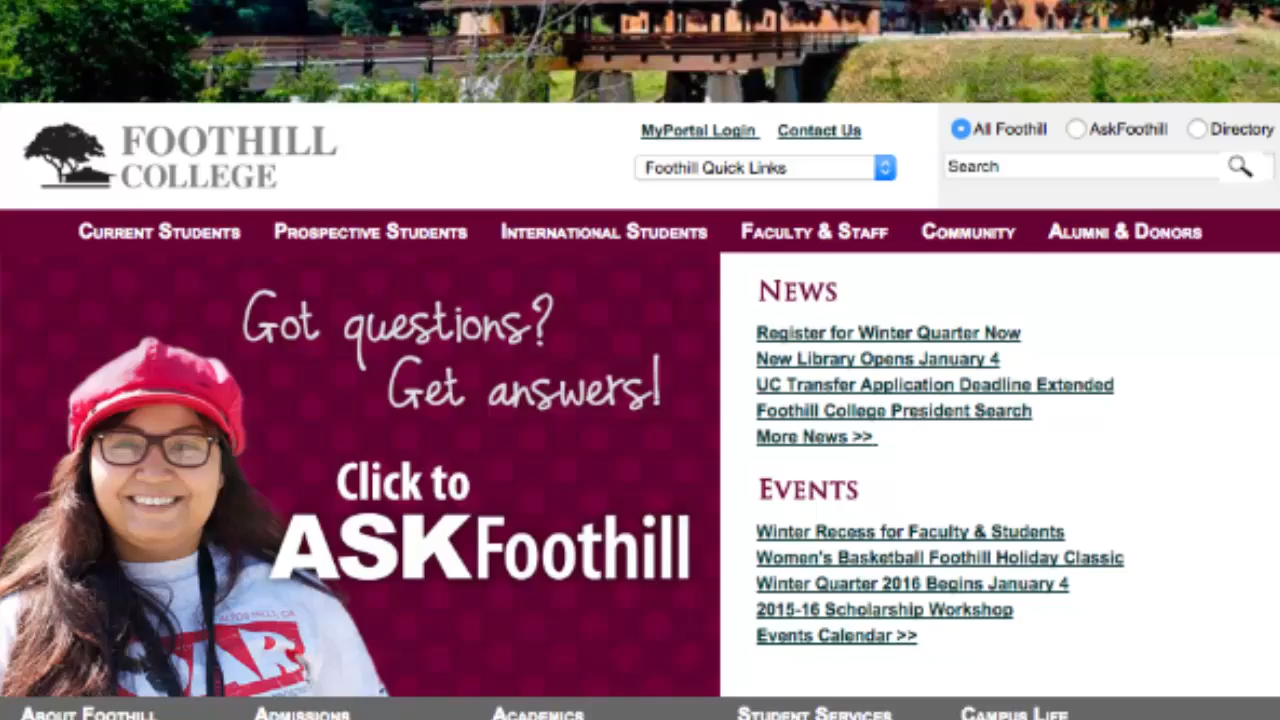 FOOTHILL
COLLEGE
MyPortal Login Contact Us
Foothill Quick Links
All Foothill AskFoothill Directory
Search
CURRENT STUDENTS PROSPECTIVE STUDENTS INTERNATIONAL STUDENTS FACULTY & STAFF COMMUNITY ALUMNI & DONORS
Got questions?
Get answers!
Click to
ASKFoothill
NEWS
Register for Winter Quarter Now
New Library Opens January 4
UC Transfer Application Deadline Extended
Foothill College President Search
More News >>
EVENTS
Winter Recess for Faculty & Students
Women's Basketball Foothill Holiday Classic
Winter Quarter 2016 Begins January 4
2015-16 Scholarship Workshop
Events Calendar >>
ABOUT FOOTHILL ADMISSIONS ACADEMICS STUDENT SERVICES CAMPUS LIFE